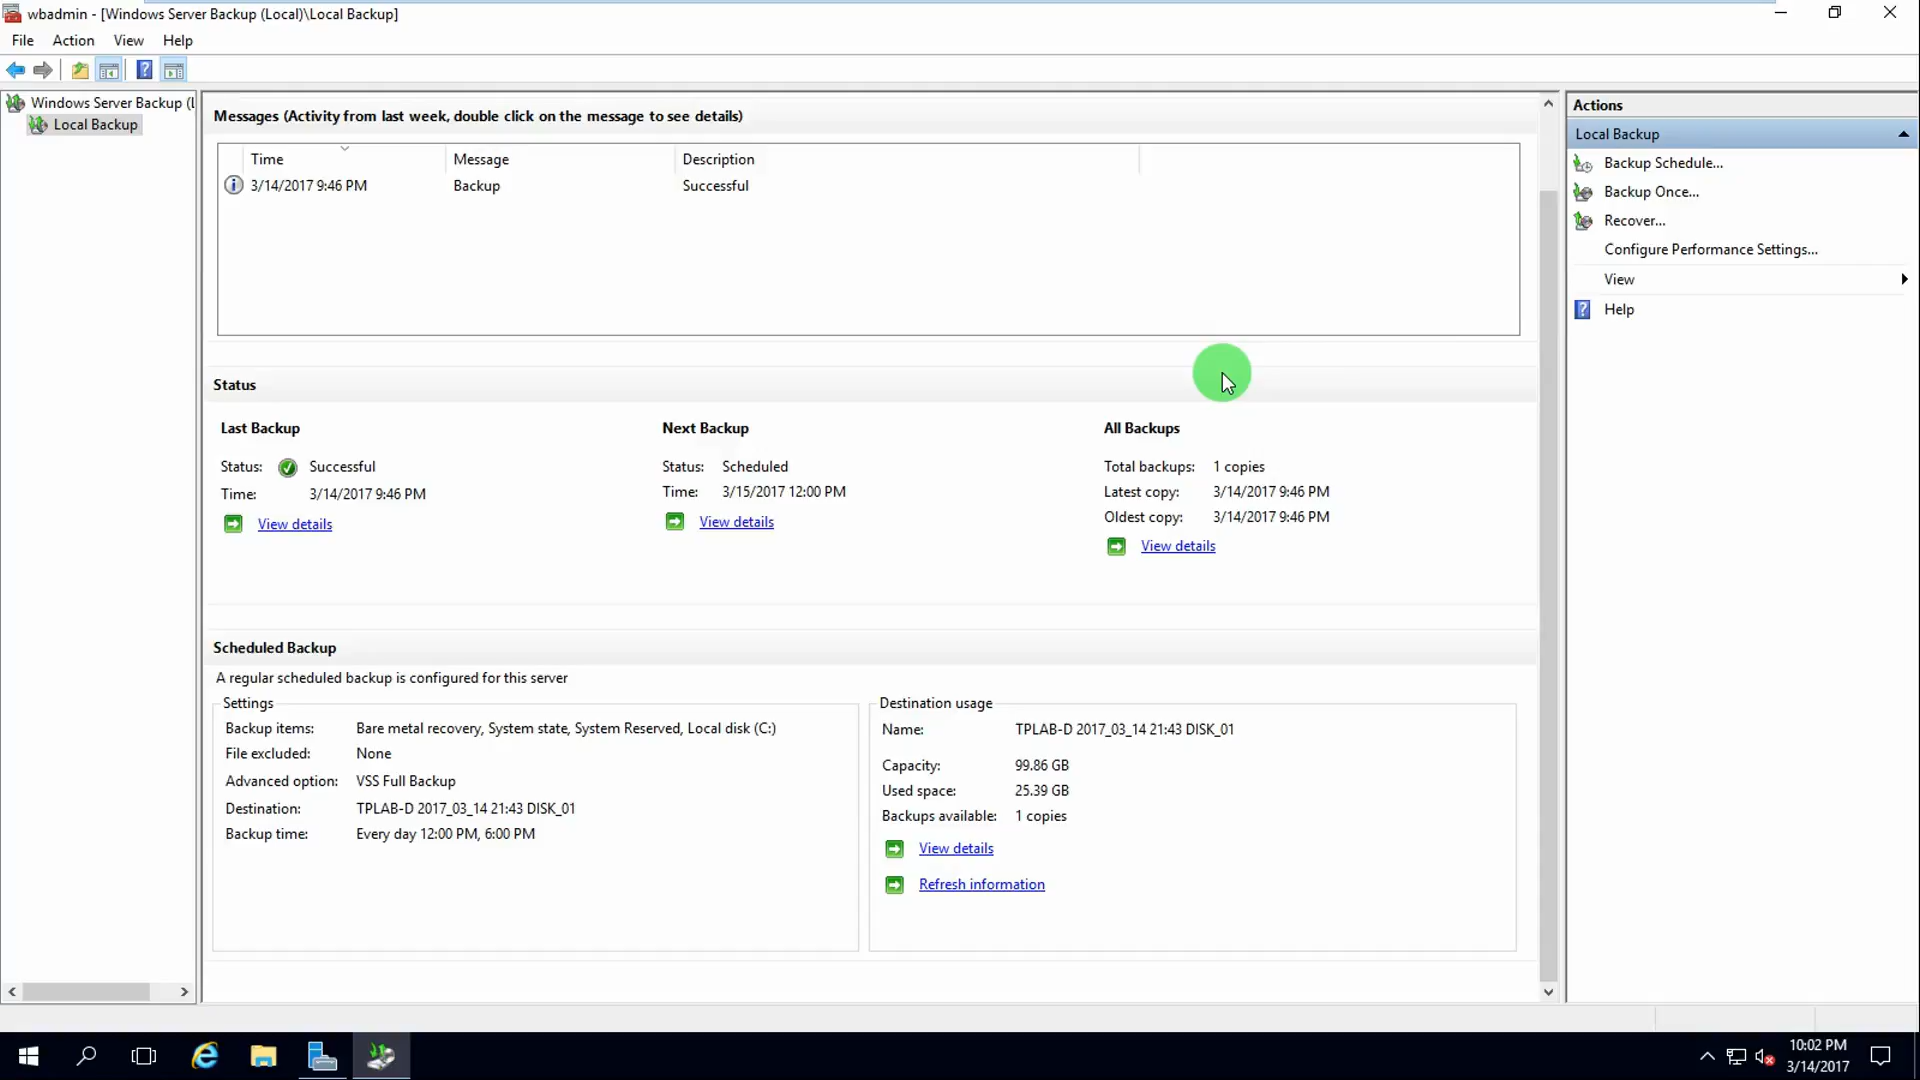 wbadmin - [Windows Server Backup (Local)\Local Backup]
File Action View Help
Windows Server Backup (L
Local Backup
Messages (Activity from last week, double click on the message to see details)
Time Message Description
3/14/2017 9:46 PM Backup Successful
Status
Last Backup
Status: Successful
Time: 3/14/2017 9:46 PM
View details
Next Backup
Status: Scheduled
Time: 3/15/2017 12:00 PM
View details
All Backups
Total backups: 1 copies
Latest copy: 3/14/2017 9:46 PM
Oldest copy: 3/14/2017 9:46 PM
View details
Scheduled Backup
A regular scheduled backup is configured for this server
Settings
Backup items: Bare metal recovery, System state, System Reserved, Local disk (C:)
File excluded: None
Advanced option: VSS Full Backup
Destination: TPLAB-D 2017_03_14 21:43 DISK_01
Backup time: Every day 12:00 PM, 6:00 PM
Destination usage
Name: TPLAB-D 2017_03_14 21:43 DISK_01
Capacity: 99.86 GB
Used space: 25.39 GB
Backups available: 1 copies
View details
Refresh information
Actions
Local Backup
Backup Schedule...
Backup Once...
Recover...
Configure Performance Settings...
View
Help
10:02 PM
3/14/2017